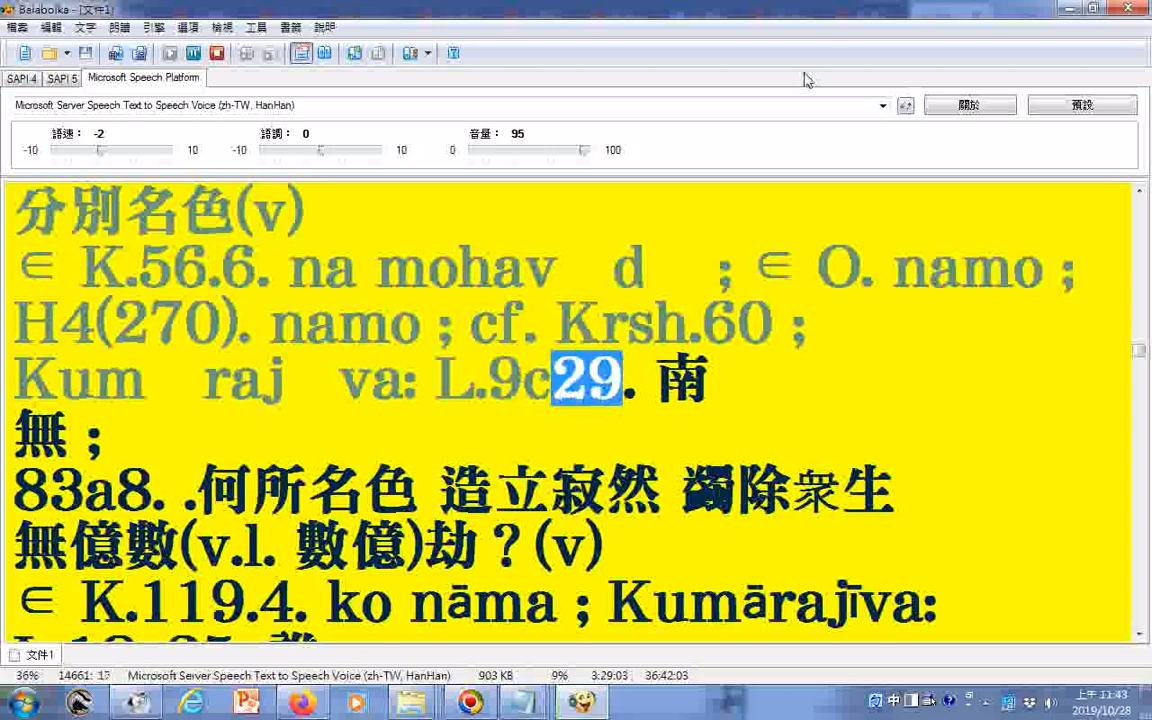 Balabolka - [文件1]
檔案 編輯 文字 朗讀 引擎 選項 檢視 工具 書籤 說明
SAPI 4 SAPI 5 Microsoft Speech Platform
Microsoft Server Speech Text to Speech Voice (zh-TW, HanHan) 關於 預設
語速： -2 語調： 0 音量： 95
-10 10 -10 10 0 100
分別名色(v)
∈ K.56.6. na mohav d ; ∈ O. namo ;
H4(270). namo ; cf. Krsh.60 ;
Kum raj va: L.9c29. 南
無 ;
83a8. .何所名色 造立寂然 蠲除衆生
無億數(v.l. 數億)劫？(v)
∈ K.119.4. ko nāma ; Kumārajīva:
文件1
36% 14661: 17 Microsoft Server Speech Text to Speech Voice (zh-TW, HanHan) 903 KB 9% 3:29:03 36:42:03
中
上午 11:43
2019/10/28